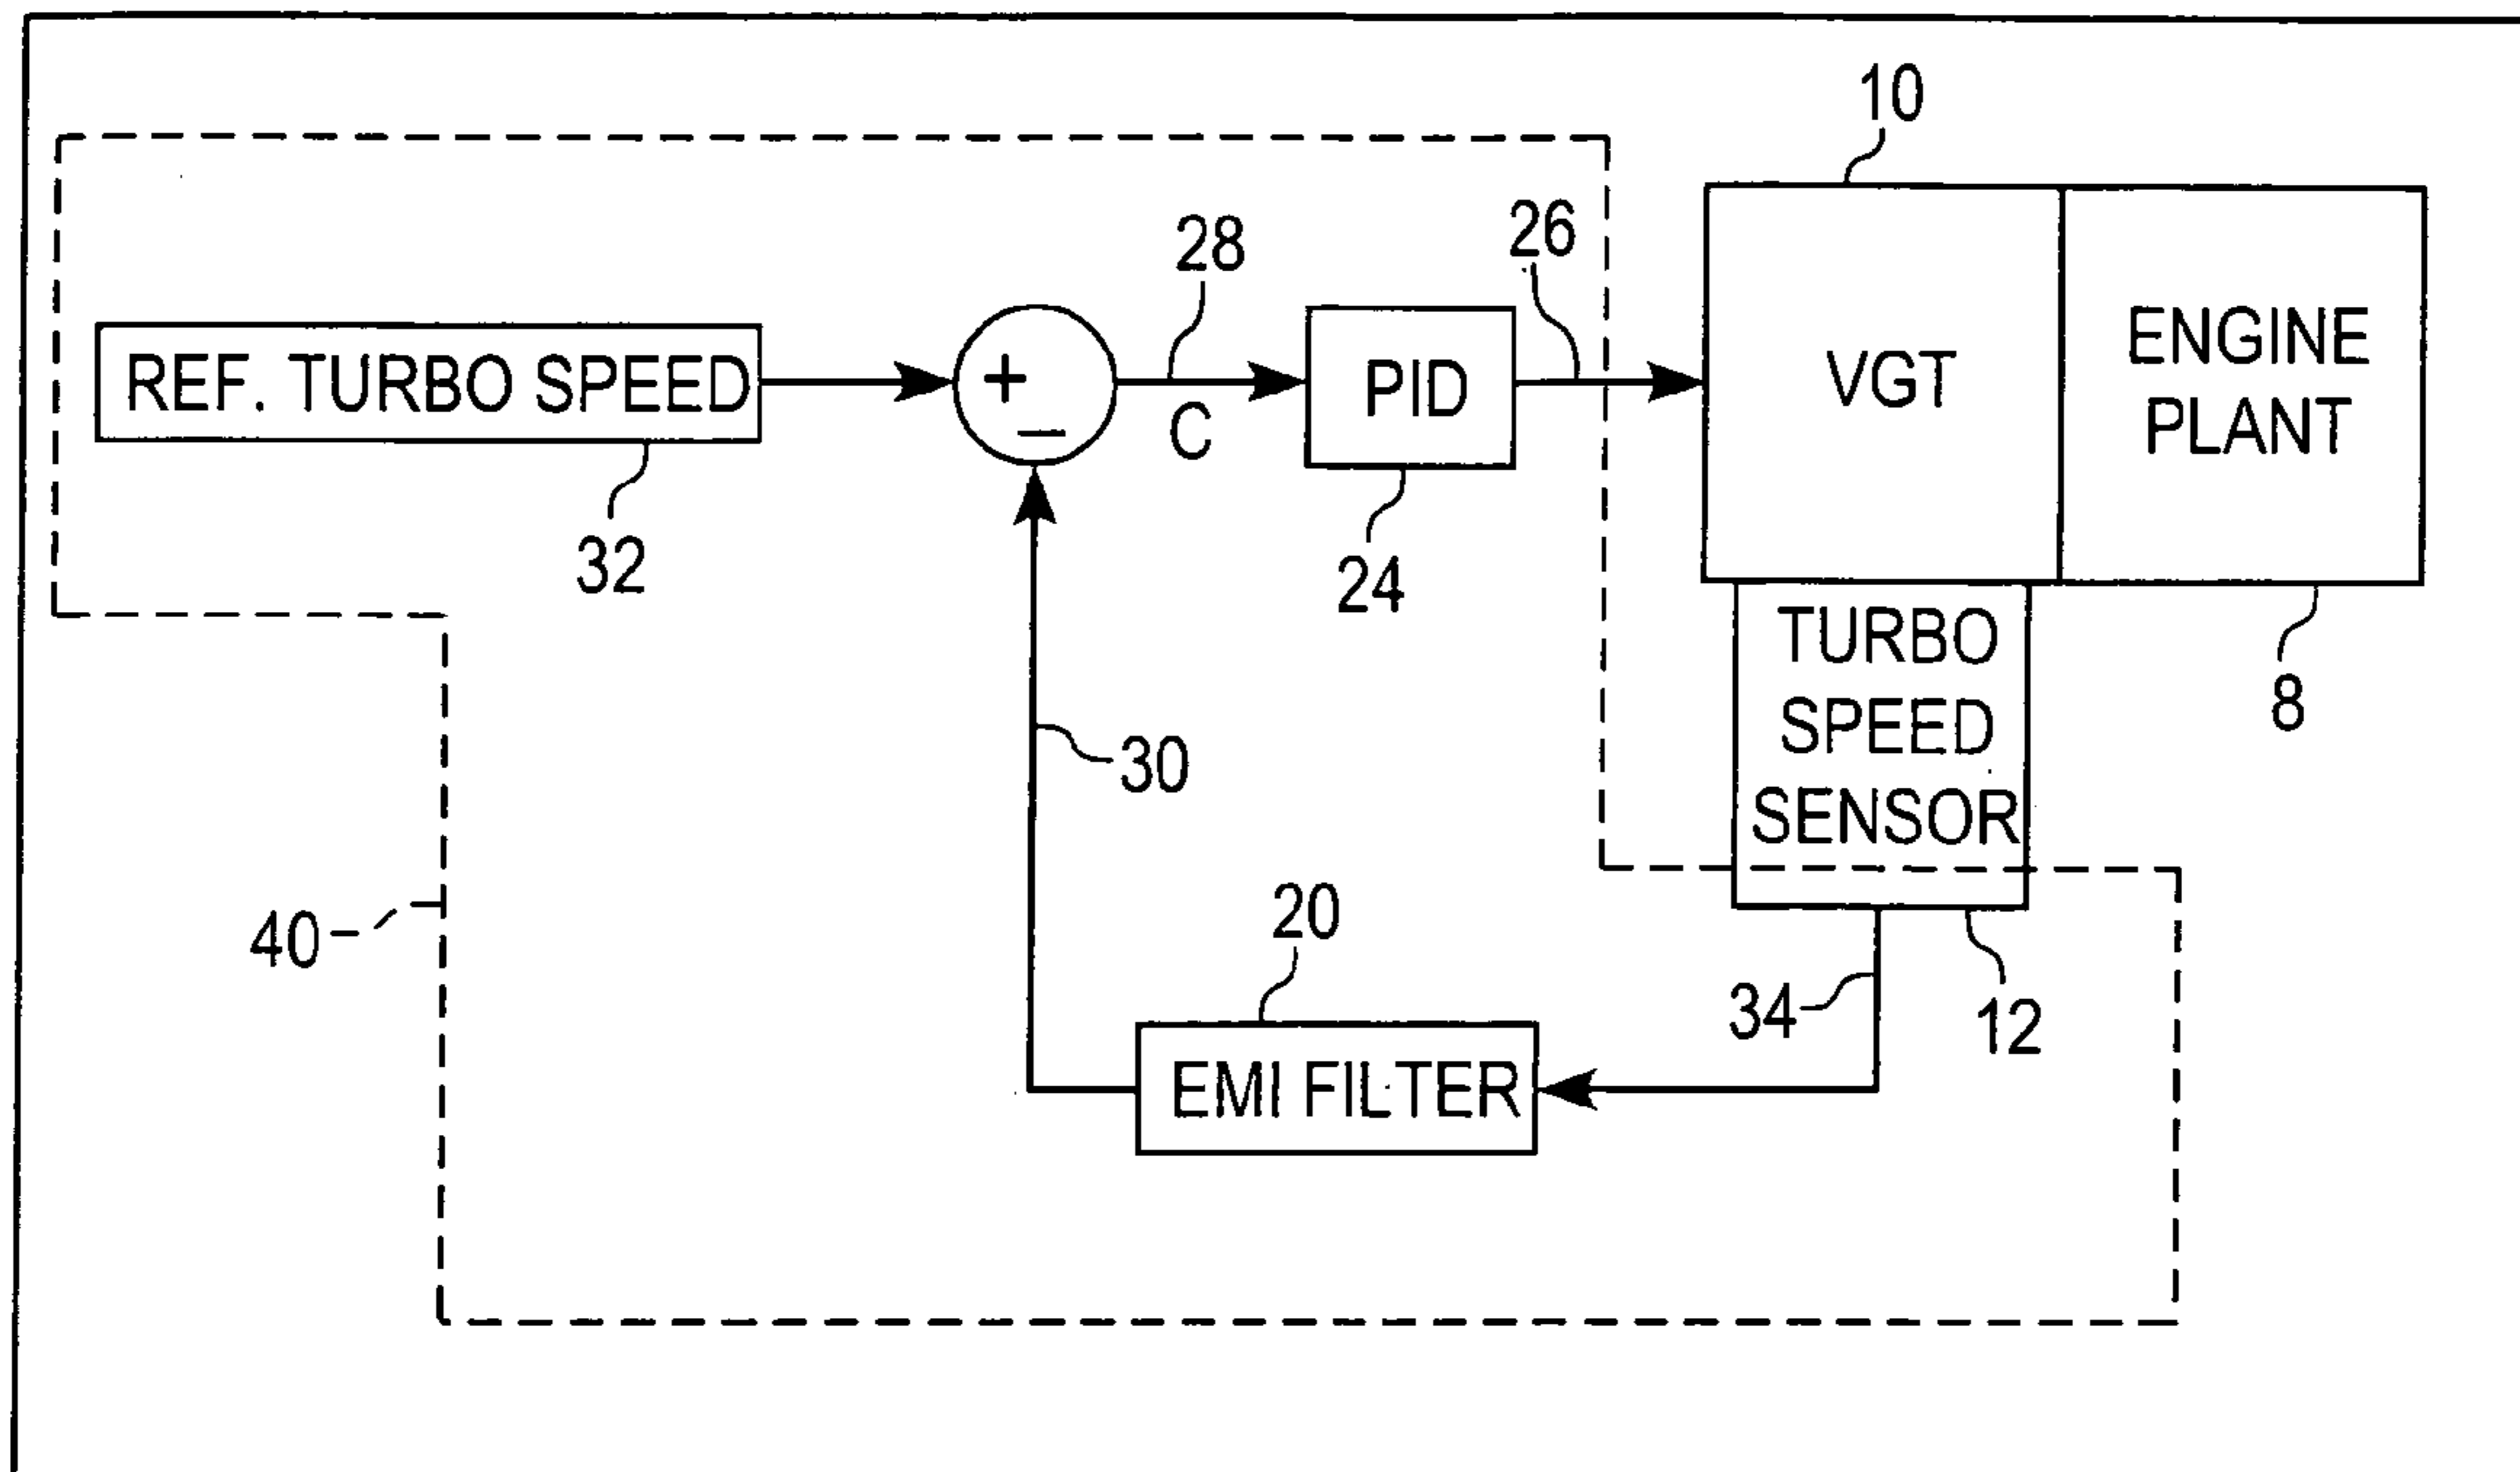 10
28
26
REF. TURBO SPEED
+
−
C
PID
VGT
ENGINE
PLANT
32
24
TURBO
SPEED
SENSOR
8
30
40
20
34
12
EMI FILTER